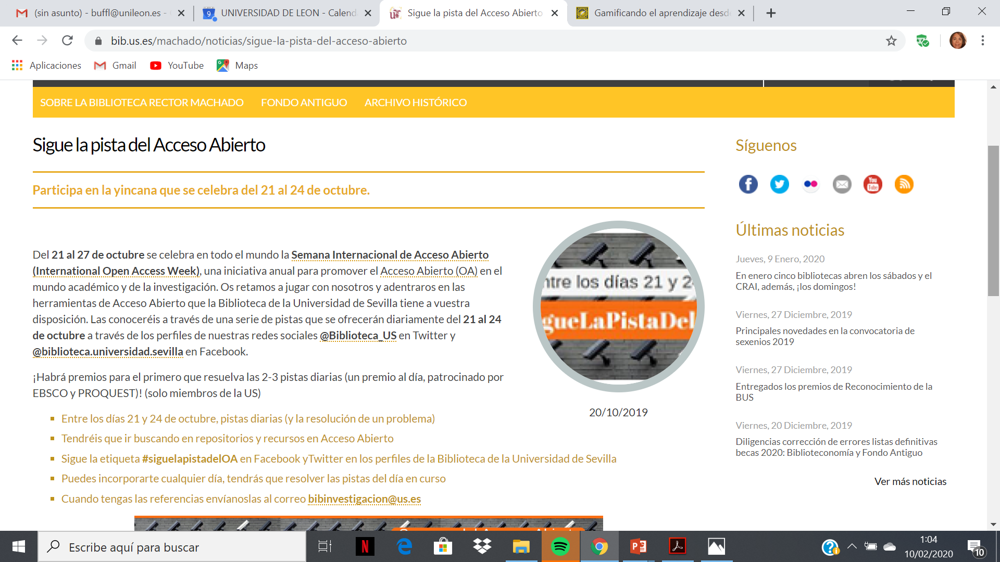 (sin asunto) - buffl@unileon.es -
UNIVERSIDAD DE LEON - Calend
Sigue la pista del Acceso Abierto
Gamificando el aprendizaje desd
bib.us.es/machado/noticias/sigue-la-pista-del-acceso-abierto
Aplicaciones
Gmail
YouTube
Maps
SOBRE LA BIBLIOTECA RECTOR MACHADO
FONDO ANTIGUO
ARCHIVO HISTÓRICO
Sigue la pista del Acceso Abierto
Participa en la yincana que se celebra del 21 al 24 de octubre.
Del 21 al 27 de octubre se celebra en todo el mundo la Semana Internacional de Acceso Abierto
(International Open Access Week), una iniciativa anual para promover el Acceso Abierto (OA) en el
mundo académico y de la investigación. Os retamos a jugar con nosotros y adentraros en las
herramientas de Acceso Abierto que la Biblioteca de la Universidad de Sevilla tiene a vuestra
disposición. Las conoceréis a través de una serie de pistas que se ofrecerán diariamente del 21 al 24
de octubre a través de los perfiles de nuestras redes sociales @Biblioteca_US en Twitter y
@biblioteca.universidad.sevilla en Facebook.
¡Habrá premios para el primero que resuelva las 2-3 pistas diarias (un premio al día, patrocinado por
EBSCO y PROQUEST)! (solo miembros de la US)
Entre los días 21 y 24 de octubre, pistas diarias (y la resolución de un problema)
Tendréis que ir buscando en repositorios y recursos en Acceso Abierto
Sigue la etiqueta #siguelapistadelOA en Facebook yTwitter en los perfiles de la Biblioteca de la Universidad de Sevilla
Puedes incorporarte cualquier día, tendrás que resolver las pistas del día en curso
Cuando tengas las referencias envíanoslas al correo bibinvestigacion@us.es
ntre los días 21 y 2
gueLaPistaDel
20/10/2019
Síguenos
You
Tube
Últimas noticias
Jueves, 9 Enero, 2020
En enero cinco bibliotecas abren los sábados y el
CRAI, además, ¡los domingos!
Viernes, 27 Diciembre, 2019
Principales novedades en la convocatoria de
sexenios 2019
Viernes, 27 Diciembre, 2019
Entregados los premios de Reconocimiento de la
BUS
Viernes, 20 Diciembre, 2019
Diligencias corrección de errores listas definitivas
becas 2020: Biblioteconomía y Fondo Antiguo
Ver más noticias
Escribe aquí para buscar
1:04
10/02/2020
10